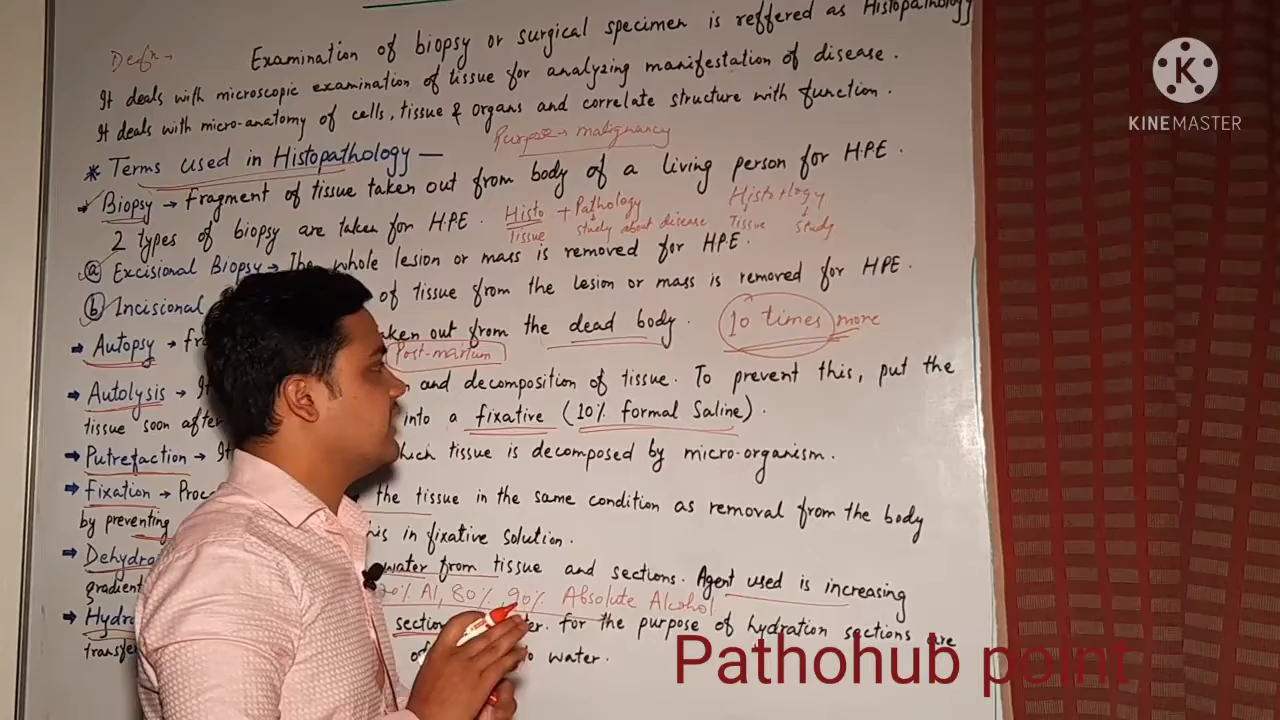 Defn → Examination of biopsy or surgical specimen is reffered as Histopathology
It deals with microscopic examination of tissue for analyzing manifestation of disease.
It deals with micro-anatomy of cells, tissue & organs and correlate structure with function.
Purpose → malignancy
* Terms used in Histopathology —
Biopsy → fragment of tissue taken out from body of a living person for HPE.
2 types of biopsy are taken for HPE.
Histo + Pathology
Tissue study about disease
Histo + logy
Tissue study
(a) Excisional Biopsy → The whole lesion or mass is removed for HPE.
(b) Incisional of tissue from the lesion or mass is removed for HPE.
Autopsy → taken out from the dead body.
10 times more
Post-martum
Autolysis → It and decomposition of tissue. To prevent this, put the
tissue soon after into a fixative (10% formal Saline).
Putrefaction → It which tissue is decomposed by micro-organism.
Fixation → the tissue in the same condition as removal from the body
by preventing in fixative solution.
water from tissue and sections. Agent used is increasing
gradient
70% Al, 80%, 90%, Absolute Alcohol
section for the purpose of hydration sections are
to water.
Pathohub point
KINEMASTER